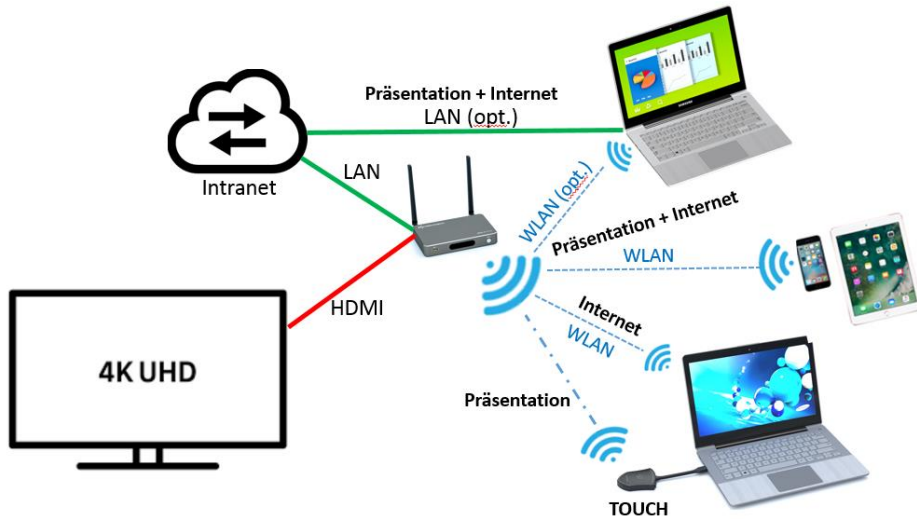 Präsentation + Internet
LAN (opt.)
Intranet
LAN
WLAN (opt.)
Präsentation + Internet
WLAN
HDMI
Internet
WLAN
4K UHD
Präsentation
TOUCH